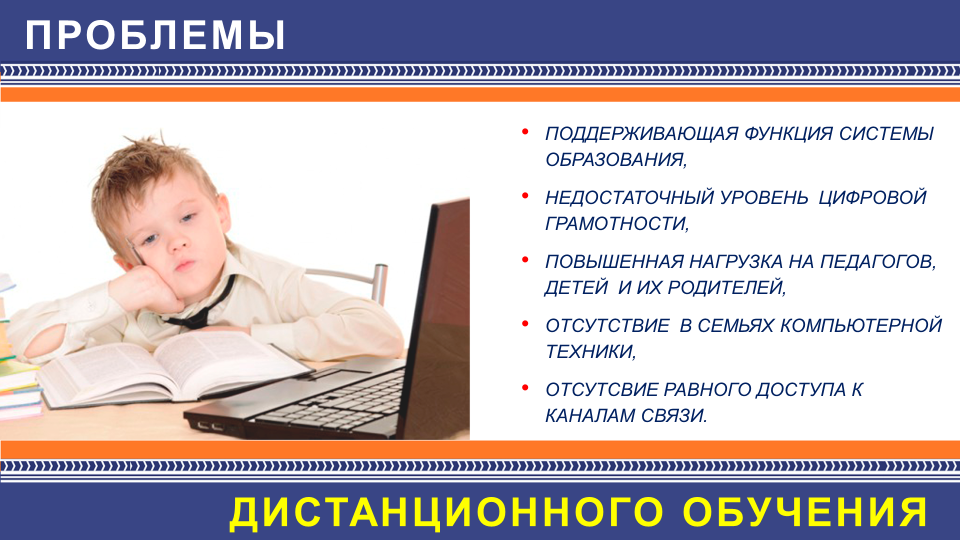 ПРОБЛЕМЫ
• ПОДДЕРЖИВАЮЩАЯ ФУНКЦИЯ СИСТЕМЫ
ОБРАЗОВАНИЯ,
• НЕДОСТАТОЧНЫЙ УРОВЕНЬ ЦИФРОВОЙ
ГРАМОТНОСТИ,
• ПОВЫШЕННАЯ НАГРУЗКА НА ПЕДАГОГОВ,
ДЕТЕЙ И ИХ РОДИТЕЛЕЙ,
• ОТСУТСТВИЕ В СЕМЬЯХ КОМПЬЮТЕРНОЙ
ТЕХНИКИ,
• ОТСУТСВИЕ РАВНОГО ДОСТУПА К
КАНАЛАМ СВЯЗИ.
ДИСТАНЦИОННОГО ОБУЧЕНИЯ